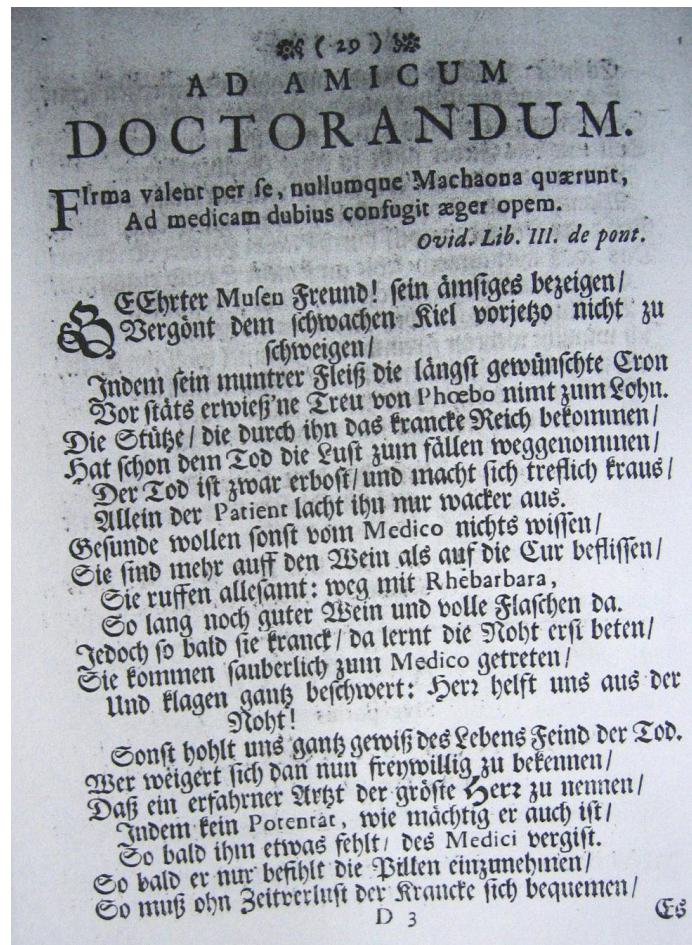 ( 29 )
AD AMICUM
DOCTORANDUM.
FIrma valent per ſe, nullumque Machaona quærunt,
Ad medicam dubius confugit æger opem.
Ovid. Lib. III. de pont.
GEEhrter Muſen Freund! ſein ämſiges bezeigen/
Vergönt dem ſchwachen Kiel vorjetzo nicht zu
ſchweigen/
Indem ſein muntrer Fleiß die längſt gewünſchte Cron
Vor ſtäts erwieß'ne Treu von Phœbo nimt zum Lohn.
Die Stütze/ die durch ihn das krancke Reich bekommen/
Hat ſchon dem Tod die Luſt zum fällen weggenommen/
Der Tod iſt zwar erboſt/ und macht ſich treflich kraus/
Allein der Patient lacht ihn nur wacker aus.
Geſunde wollen ſonſt vom Medico nichts wiſſen/
Sie ſind mehr auff den Wein als auf die Cur befliſſen/
Sie ruffen alleſamt: weg mit Rhebarbara,
So lang noch guter Wein und volle Flaſchen da.
Jedoch ſo bald ſie kranck/ da lernt die Noht erſt beten/
Sie kommen ſauberlich zum Medico getreten/
Und klagen gantz beſchwert: Herꝛ helft uns aus der
Noht!
Sonſt hohlt uns gantz gewiß des Lebens Feind der Tod.
Wer weigert ſich dan nun freywillig zu bekennen/
Daß ein erfahrner Artzt der gröſte Herꝛ zu nennen/
Indem kein Potentat, wie mächtig er auch iſt/
So bald ihm etwas fehlt/ des Medici vergiſt.
So bald er nur befihlt die Pillen einzunehmen/
So muß ohn Zeitverluſt der Krancke ſich bequemen/
D 3
Es